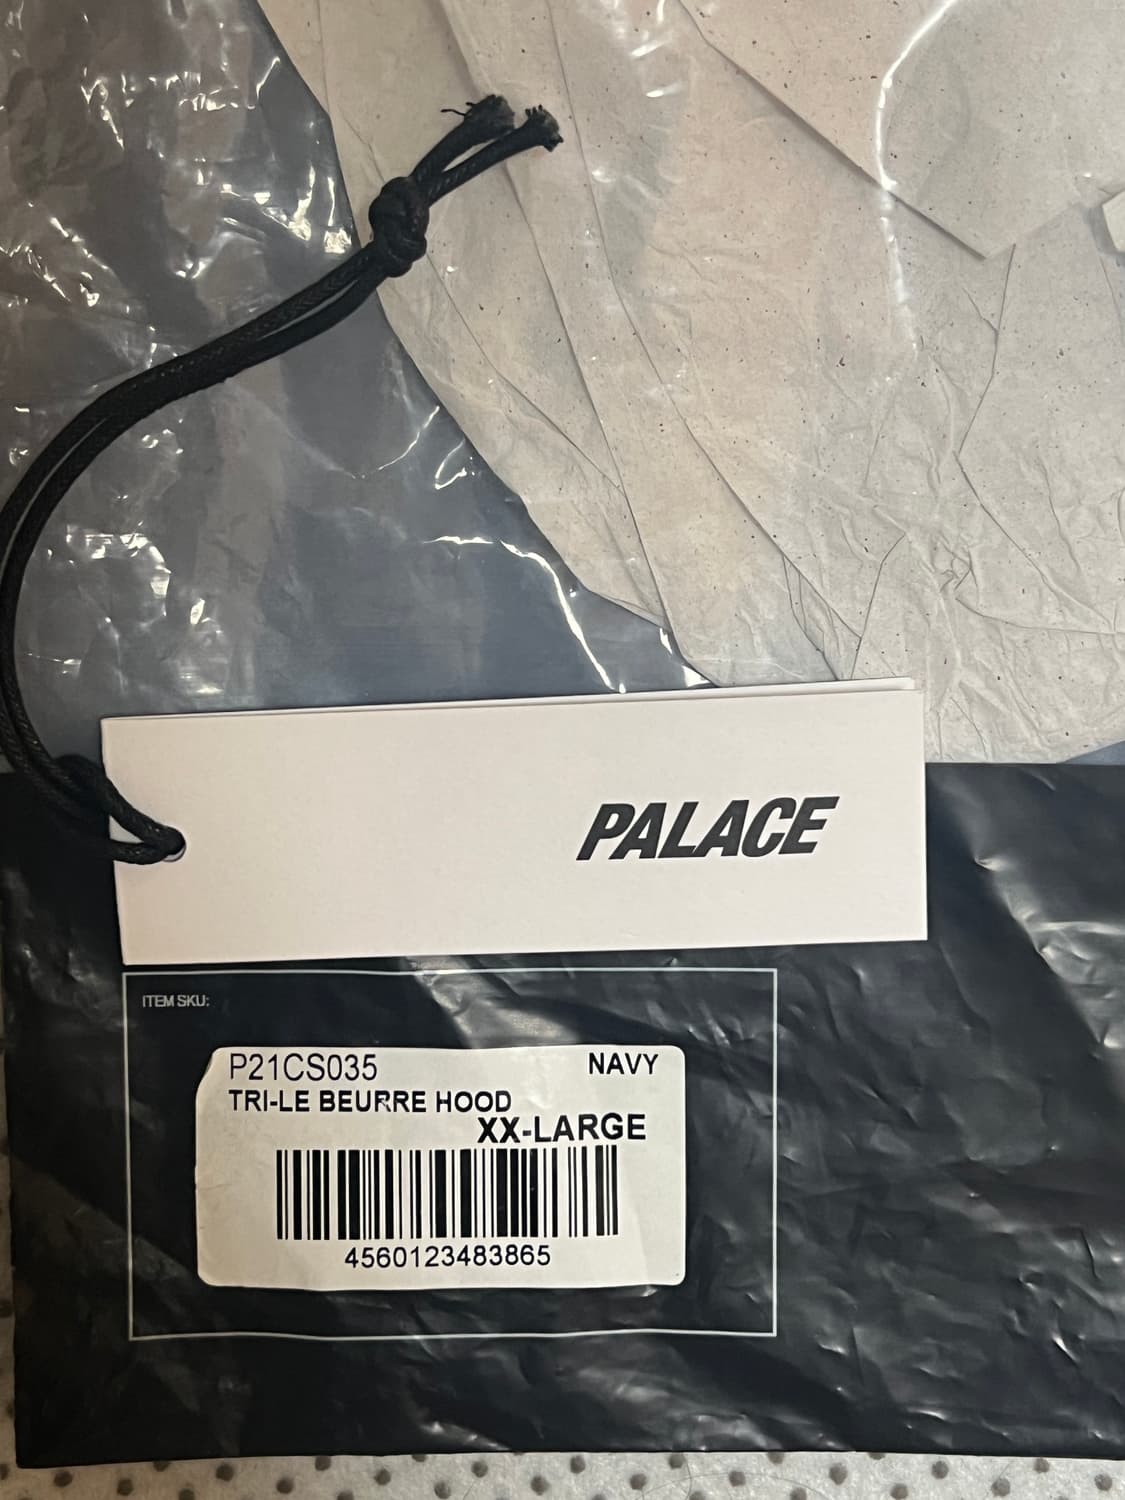 PALACE
ITEM SKU:
P21CS035 NAVY
TRI-LE BEURRE HOOD
XX-LARGE
4560123483865